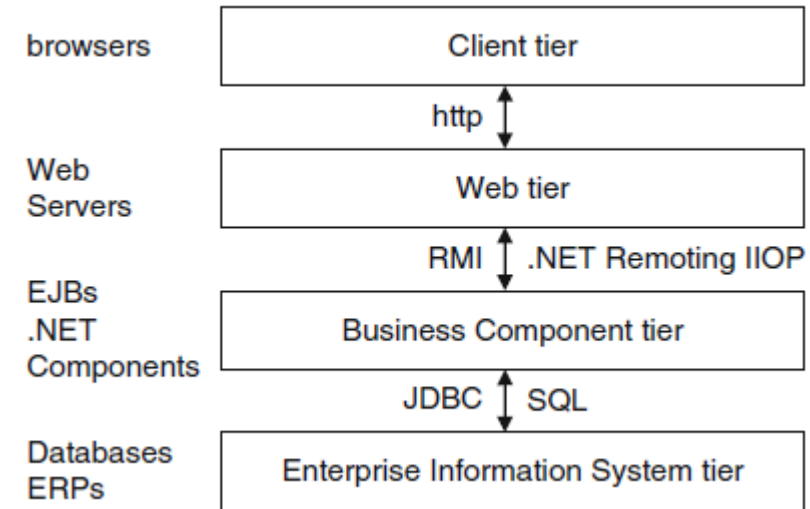 browsers
Client tier
http
Web
Servers
Web tier
RMI .NET Remoting IIOP
EJBs
.NET
Components
Business Component tier
JDBC SQL
Databases
ERPs
Enterprise Information System tier